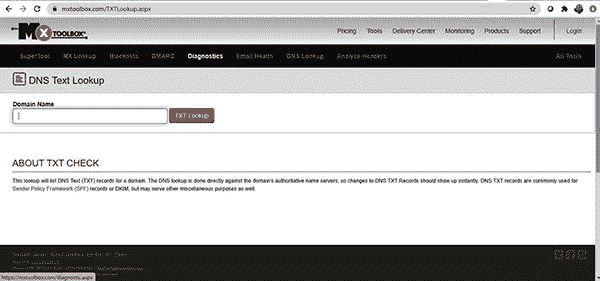 mxtoolbox.com/TXTLookup.aspx
MX TOOLBOX
Pricing Tools Delivery Center Monitoring Products Support Login
SuperTool MX Lookup Blacklists DMARC Diagnostics Email Health DNS Lookup Analyze Headers All Tools
DNS Text Lookup
Domain Name
TXT Lookup
ABOUT TXT CHECK
This lookup will list DNS Text (TXT) records for a domain. The DNS lookup is done directly against the domain's authoritative name servers, so changes to DNS TXT Records should show up instantly. DNS TXT records are commonly used for
Sender Policy Framework (SPF) records or DKIM, but may serve other miscellaneous purposes as well.
https://mxtoolbox.com/diagnostic.aspx